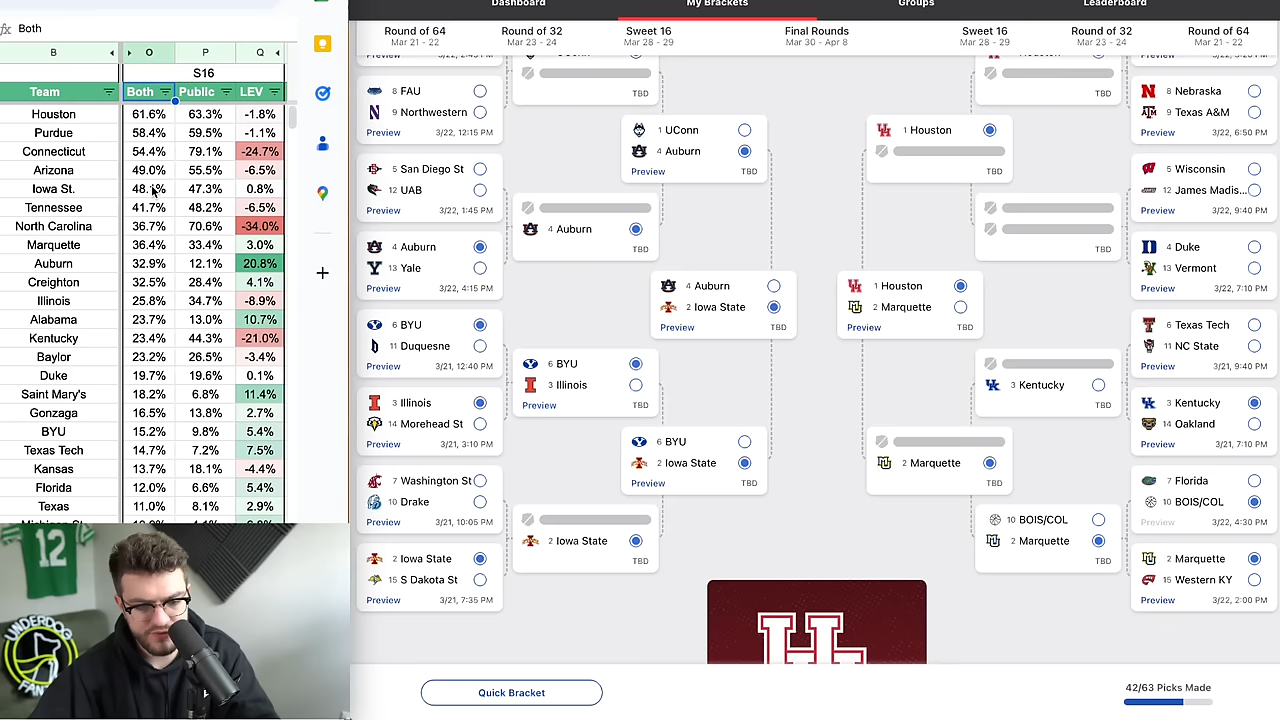 fx Both
B O P Q
S16
Team Both Public LEV
Houston 61.6% 63.3% -1.8%
Purdue 58.4% 59.5% -1.1%
Connecticut 54.4% 79.1% -24.7%
Arizona 49.0% 55.5% -6.5%
Iowa St. 47.3% 0.8%
Tennessee 41.7% 48.2% -6.5%
North Carolina 36.7% 70.6% -34.0%
Marquette 36.4% 33.4% 3.0%
Auburn 32.9% 12.1% 20.8%
Creighton 32.5% 28.4% 4.1%
Illinois 25.8% 34.7% -8.9%
Alabama 23.7% 13.0% 10.7%
Kentucky 23.4% 44.3% -21.0%
Baylor 23.2% 26.5% -3.4%
Duke 19.7% 19.6% 0.1%
Saint Mary's 18.2% 6.8% 11.4%
Gonzaga 16.5% 13.8% 2.7%
BYU 15.2% 9.8% 5.4%
Texas Tech 14.7% 7.2% 7.5%
Kansas 13.7% 18.1% -4.4%
Florida 12.0% 6.6% 5.4%
Texas 11.0% 8.1% 2.9%
12
UNDERDOG
FAN
Dashboard My Brackets Groups Leaderboard
Round of 64 Round of 32 Sweet 16 Final Rounds Sweet 16 Round of 32 Round of 64
Mar 21 - 22 Mar 23 - 24 Mar 28 - 29 Mar 30 - Apr 8 Mar 28 - 29 Mar 23 - 24 Mar 21 - 22
8 FAU
9 Northwestern
Preview 3/22, 12:15 PM
5 San Diego St
12 UAB
Preview 3/22, 1:45 PM
4 Auburn
13 Yale
Preview 3/22, 4:15 PM
6 BYU
11 Duquesne
Preview 3/21, 12:40 PM
3 Illinois
14 Morehead St
Preview 3/21, 3:10 PM
7 Washington St
10 Drake
Preview 3/21, 10:05 PM
2 Iowa State
15 S Dakota St
Preview 3/21, 7:35 PM
TBD
4 Auburn
TBD
6 BYU
3 Illinois
Preview TBD
2 Iowa State
TBD
1 UConn
4 Auburn
Preview TBD
6 BYU
2 Iowa State
Preview TBD
4 Auburn
2 Iowa State
Preview TBD
1 Houston
2 Marquette
Preview TBD
1 Houston
TBD
2 Marquette
TBD
TBD
TBD
3 Kentucky
TBD
10 BOIS/COL
2 Marquette
TBD
8 Nebraska
9 Texas A&M
Preview 3/22, 6:50 PM
5 Wisconsin
12 James Madis...
Preview 3/22, 9:40 PM
4 Duke
13 Vermont
Preview 3/22, 7:10 PM
6 Texas Tech
11 NC State
Preview 3/21, 9:40 PM
3 Kentucky
14 Oakland
Preview 3/21, 7:10 PM
7 Florida
10 BOIS/COL
Preview 3/22, 4:30 PM
2 Marquette
15 Western KY
Preview 3/22, 2:00 PM
Quick Bracket
42/63 Picks Made